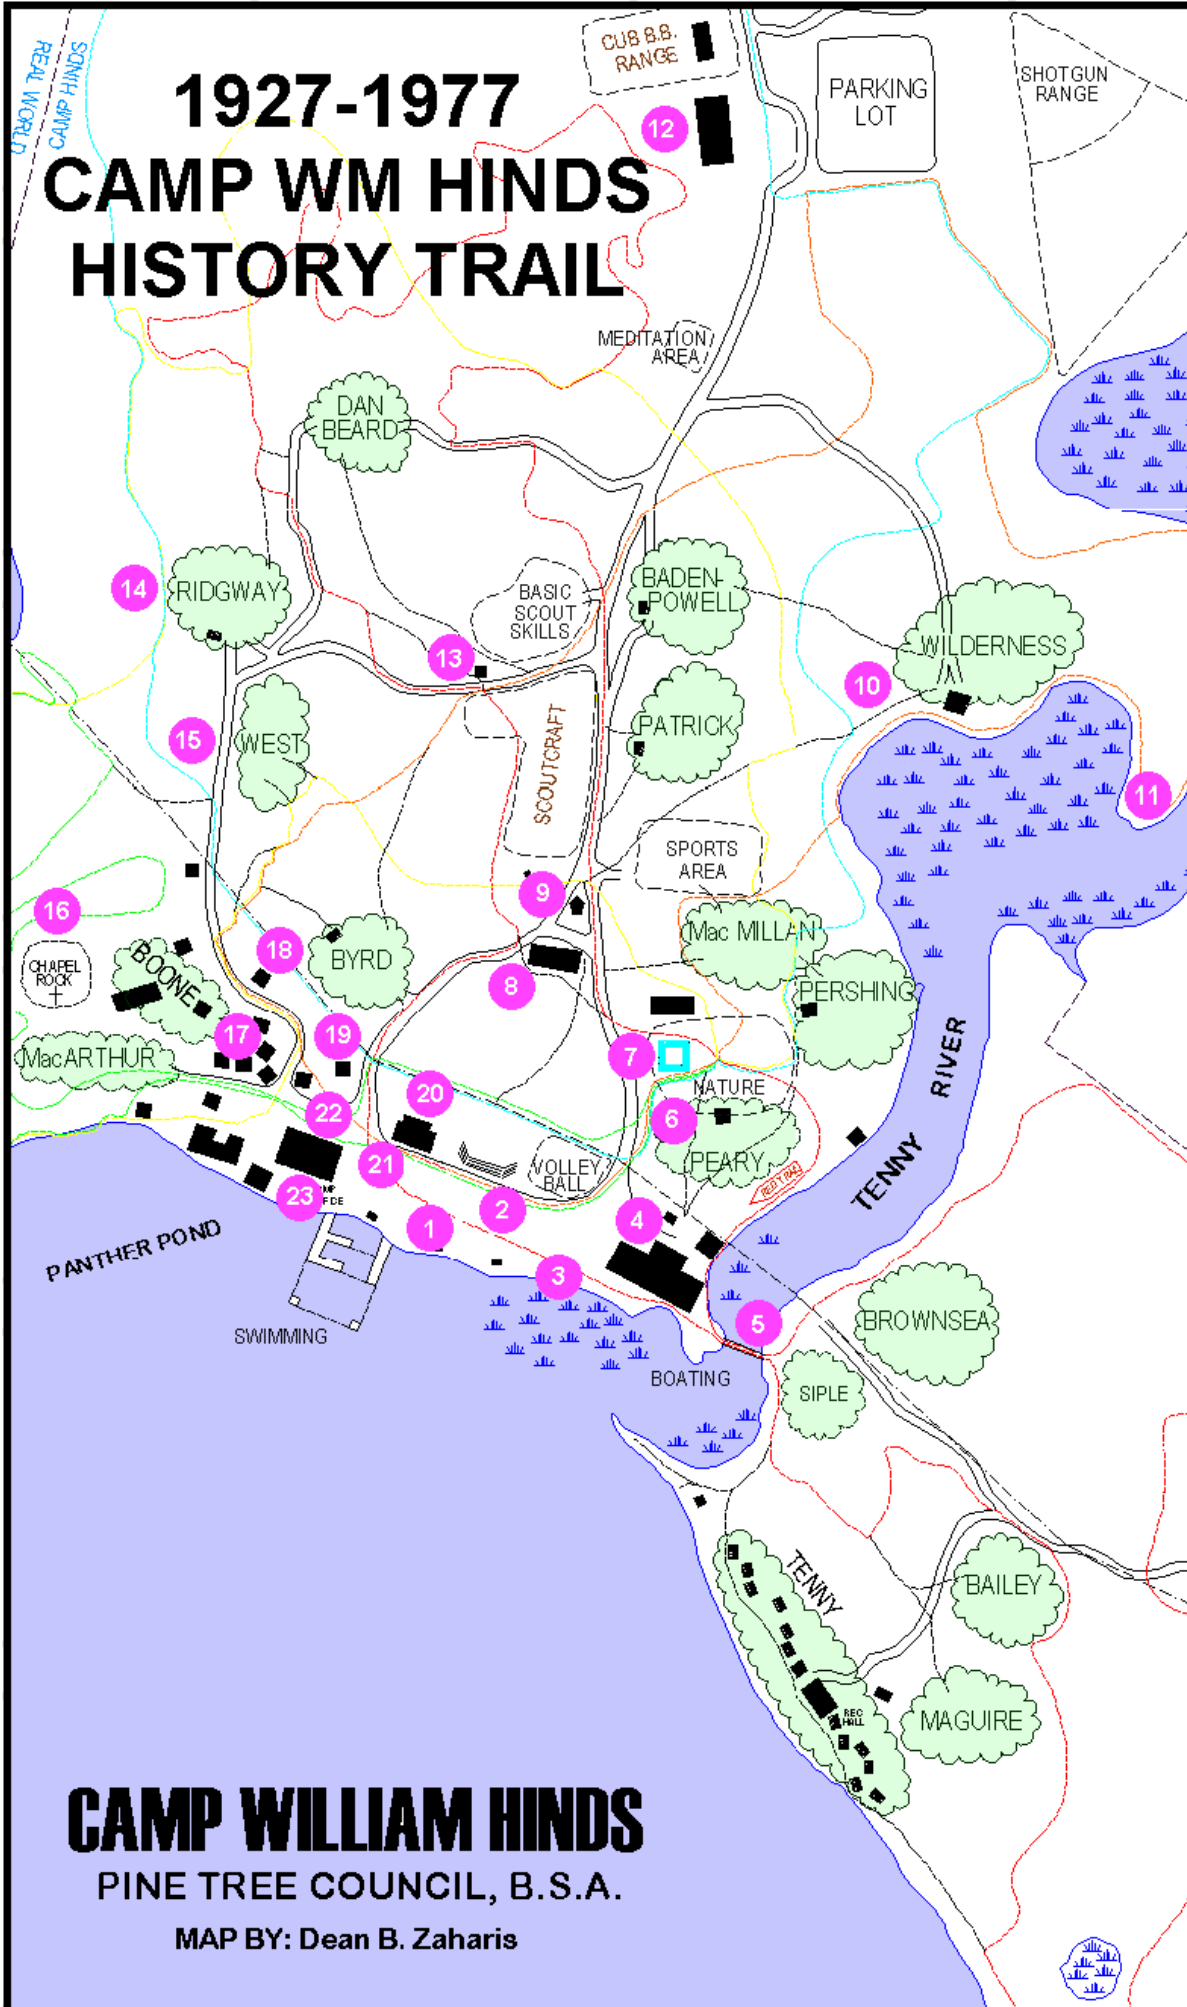 REAL WORLD
CAMP HINDS
1927-1977
CAMP WM HINDS
HISTORY TRAIL
CUB B.B.
RANGE
12
PARKING
LOT
SHOTGUN
RANGE
MEDITATION
AREA
DAN
BEARD
14
RIDGWAY
BASIC
SCOUT
SKILLS
BADEN-
POWELL
WILDERNESS
13
10
15
WEST
SCOUTCRAFT
PATRICK
11
SPORTS
AREA
9
16
CHAPEL
ROCK
BOONE
18
BYRD
8
Mac MILLAN
PERSHING
MacARTHUR
17
19
7
NATURE
TENNY RIVER
20
22
6
PEARY
RED TRAIL
21
VOLLEY
BALL
23
2
4
1
3
PANTHER POND
SWIMMING
5
BROWNSEA
BOATING
SIPLE
TENNY
BAILEY
REC
HALL
MAGUIRE
CAMP WILLIAM HINDS
PINE TREE COUNCIL, B.S.A.
MAP BY: Dean B. Zaharis